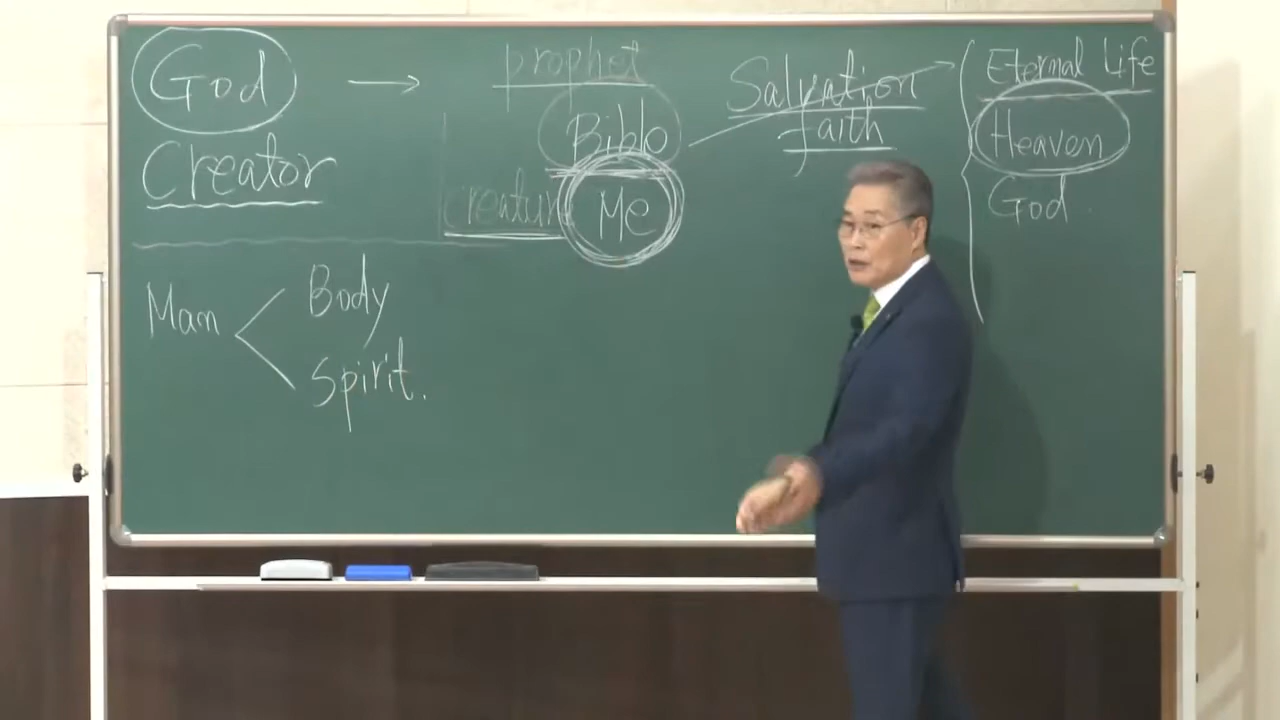 God → prophet
Bible
Creator
creature Me
Salvation
faith
Eternal Life
Heaven
God
Man
Body
Spirit.